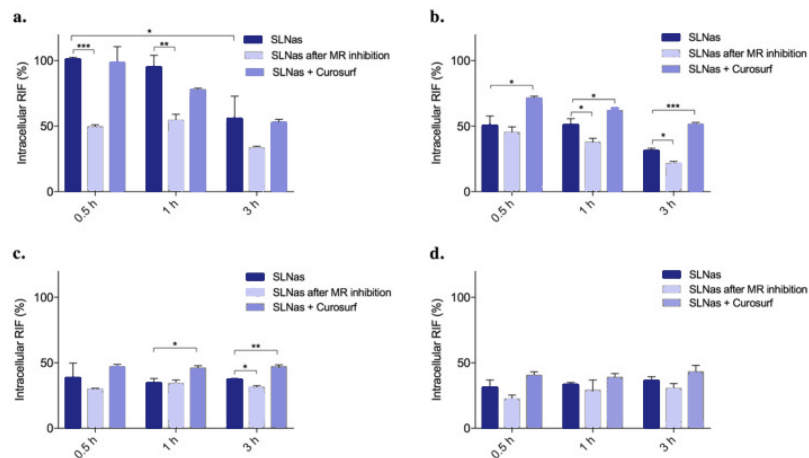 a.
*
***
**
SLNas
SLNas after MR inhibition
SLNas + Curosurf
Intracellular RIF (%)
100
50
0
0.5 h
1 h
3 h
b.
SLNas
SLNas after MR inhibition
SLNas + Curosurf
Intracellular RIF (%)
100
50
0
*
*
*
***
*
0.5 h
1 h
3 h
c.
SLNas
SLNas after MR inhibition
SLNas + Curosurf
Intracellular RIF (%)
100
50
0
*
**
*
0.5 h
1 h
3 h
d.
SLNas
SLNas after MR inhibition
SLNas + Curosurf
Intracellular RIF (%)
100
50
0
0.5 h
1 h
3 h